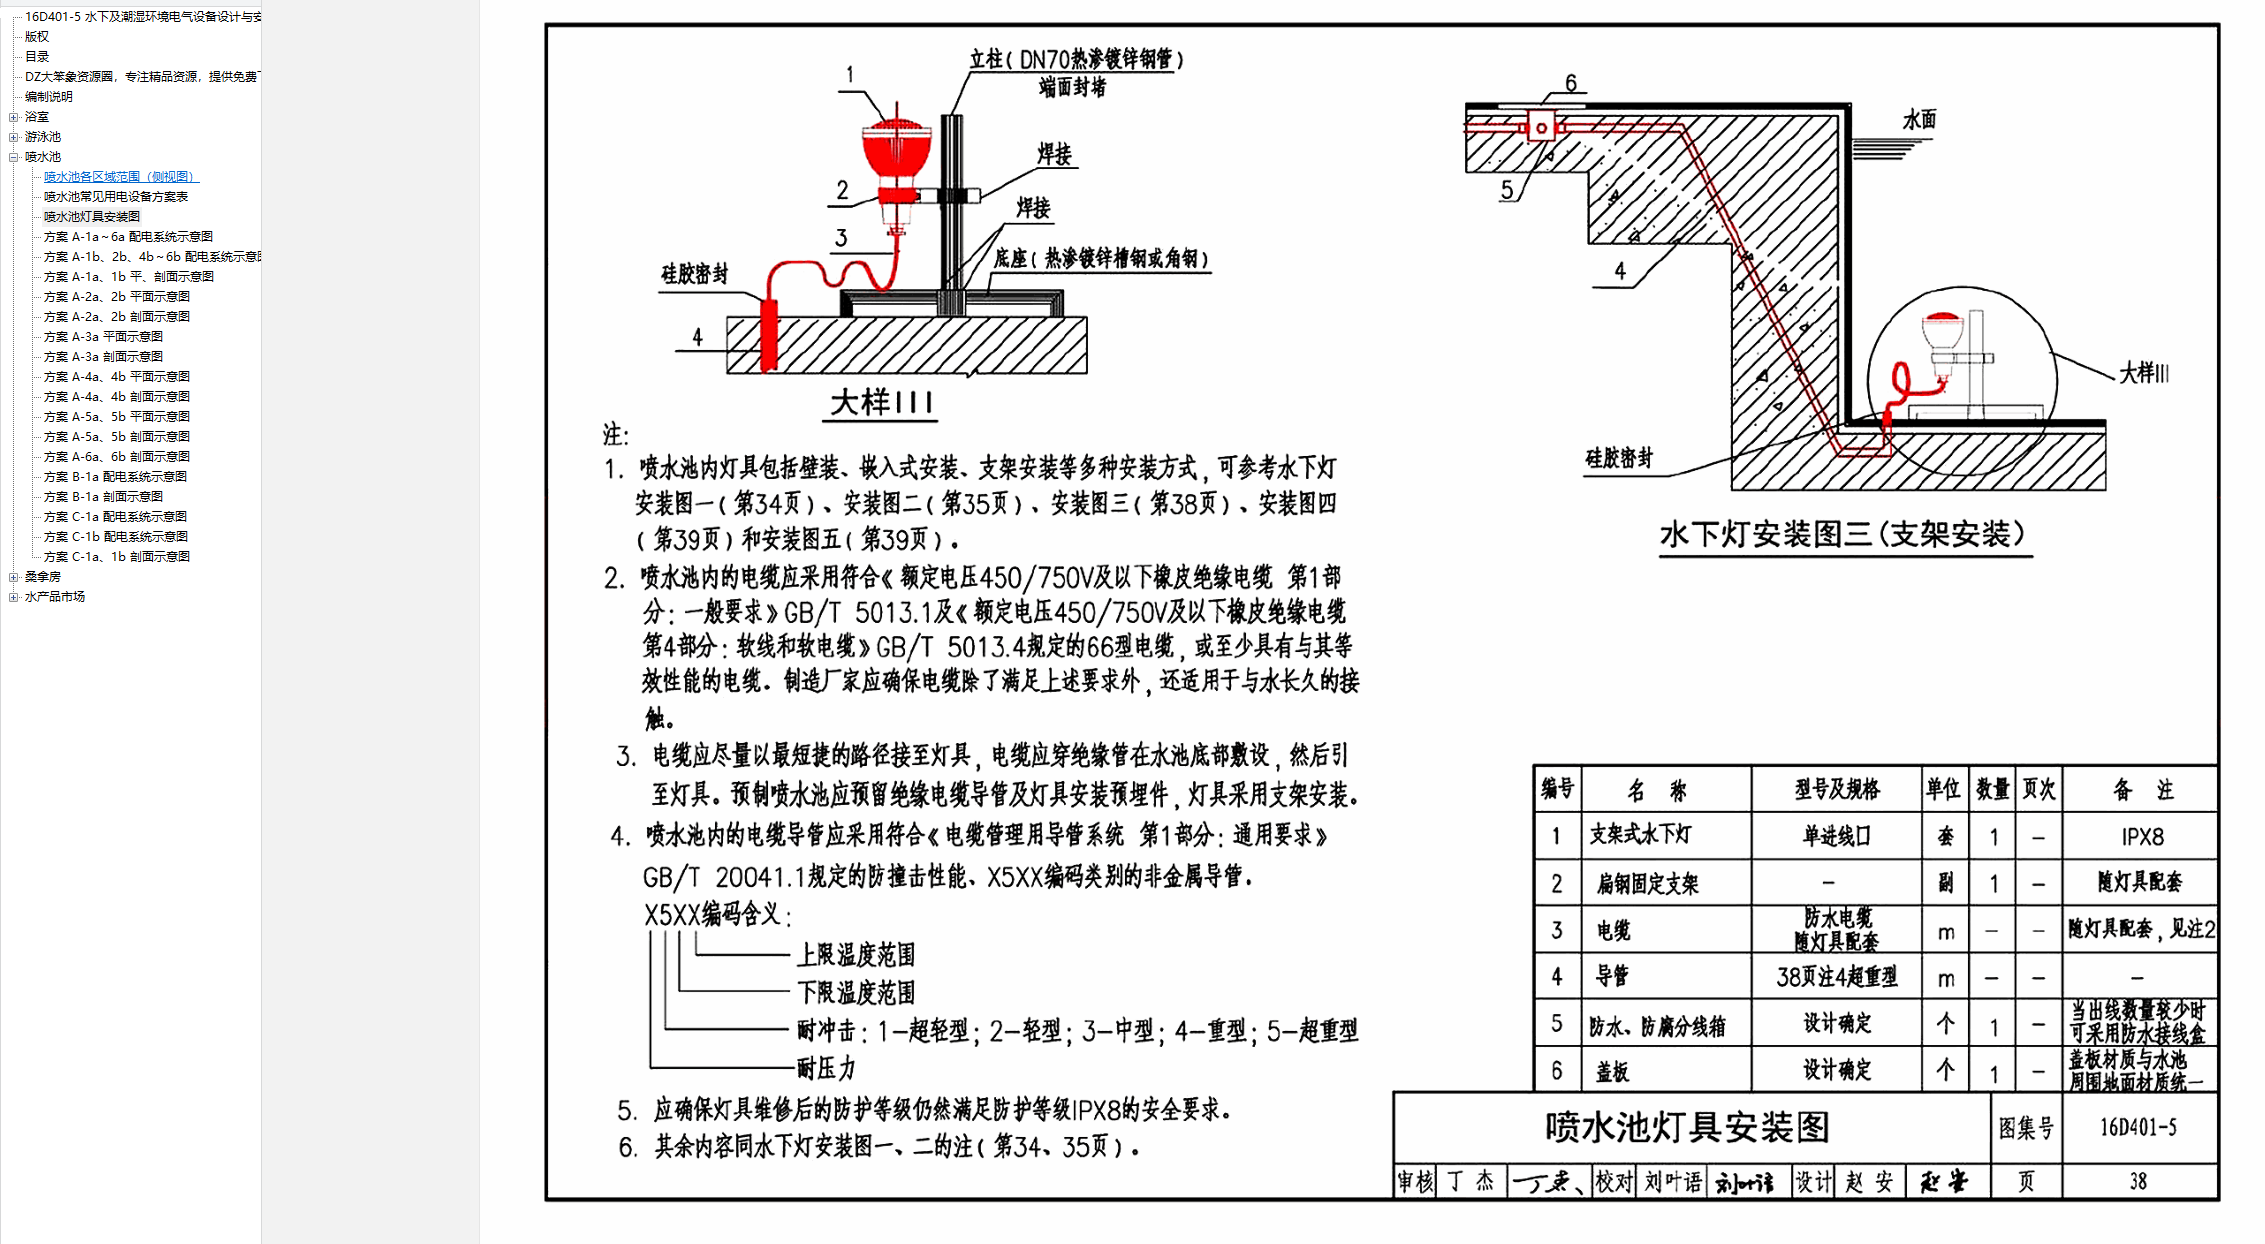 16D401-5 水下及潮湿环境电气设备设计与安
版权
目录
DZ大笨象资源圈，专注精品资源，提供免费下
编制说明
浴室
游泳池
喷水池
喷水池各区域范围（侧视图）
喷水池常见用电设备方案表
喷水池灯具安装图
方案 A-1a～6a 配电系统示意图
方案 A-1b、2b、4b～6b 配电系统示意图
方案 A-1a、1b 平、剖面示意图
方案 A-2a、2b 平面示意图
方案 A-2a、2b 剖面示意图
方案 A-3a 平面示意图
方案 A-3a 剖面示意图
方案 A-4a、4b 平面示意图
方案 A-4a、4b 剖面示意图
方案 A-5a、5b 平面示意图
方案 A-5a、5b 剖面示意图
方案 A-6a、6b 剖面示意图
方案 B-1a 配电系统示意图
方案 B-1a 剖面示意图
方案 C-1a 配电系统示意图
方案 C-1b 配电系统示意图
方案 C-1a、1b 剖面示意图
桑拿房
水产品市场
1
立柱(DN70热渗镀锌钢管)
端面封堵
焊接
2
焊接
3
底座(热渗镀锌槽钢或角钢)
硅胶密封
4
大样III
6
水面
5
4
大样III
硅胶密封
水下灯安装图三(支架安装)
注:
1. 喷水池内灯具包括壁装、嵌入式安装、支架安装等多种安装方式，可参考水下灯
安装图一(第34页)、安装图二(第35页)、安装图三(第38页)、安装图四
(第39页)和安装图五(第39页)。
2. 喷水池内的电缆应采用符合《额定电压450/750V及以下橡皮绝缘电缆 第1部
分：一般要求》GB/T 5013.1及《额定电压450/750V及以下橡皮绝缘电缆
第4部分：软线和软电缆》GB/T 5013.4规定的66型电缆，或至少具有与其等
效性能的电缆。制造厂家应确保电缆除了满足上述要求外，还适用于与水长久的接
触。
3. 电缆应尽量以最短捷的路径接至灯具，电缆应穿绝缘管在水池底部敷设，然后引
至灯具。预制喷水池应预留绝缘电缆导管及灯具安装预埋件，灯具采用支架安装。
4. 喷水池内的电缆导管应采用符合《电缆管理用导管系统 第1部分：通用要求》
GB/T 20041.1规定的防撞击性能、X5XX编码类别的非金属导管。
X5XX编码含义：
上限温度范围
下限温度范围
耐冲击：1-超轻型；2-轻型；3-中型；4-重型；5-超重型
耐压力
5. 应确保灯具维修后的防护等级仍然满足防护等级IPX8的安全要求。
6. 其余内容同水下灯安装图一、二的注(第34、35页)。
编号 名 称 型号及规格 单位 数量 页次 备 注
1 支架式水下灯 单进线口 套 1 — IPX8
2 扁钢固定支架 — 副 1 — 随灯具配套
3 电缆 防水电缆 随灯具配套 m — — 随灯具配套，见注2
4 导管 38页注4超重型 m — — —
5 防水、防腐分线箱 设计确定 个 1 — 当出线数量较少时 可采用防水接线盒
6 盖板 设计确定 个 1 — 盖板材质与水池 周围地面材质统一
喷水池灯具安装图 图集号 16D401-5
审核 丁 杰 丁杰 校对 刘叶语 刘叶语 设计 赵 安 赵安 页 38